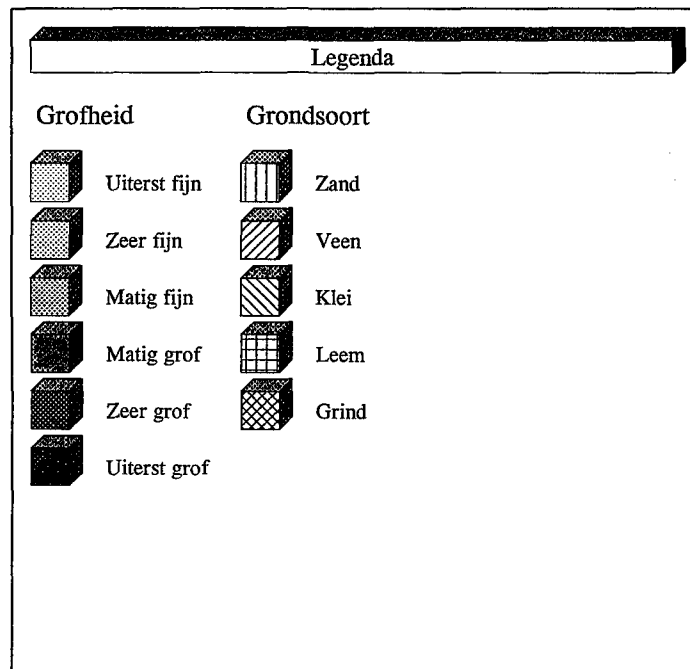 Legenda
Grofheid Grondsoort
Uiterst fijn Zand
Zeer fijn Veen
Matig fijn Klei
Matig grof Leem
Zeer grof Grind
Uiterst grof